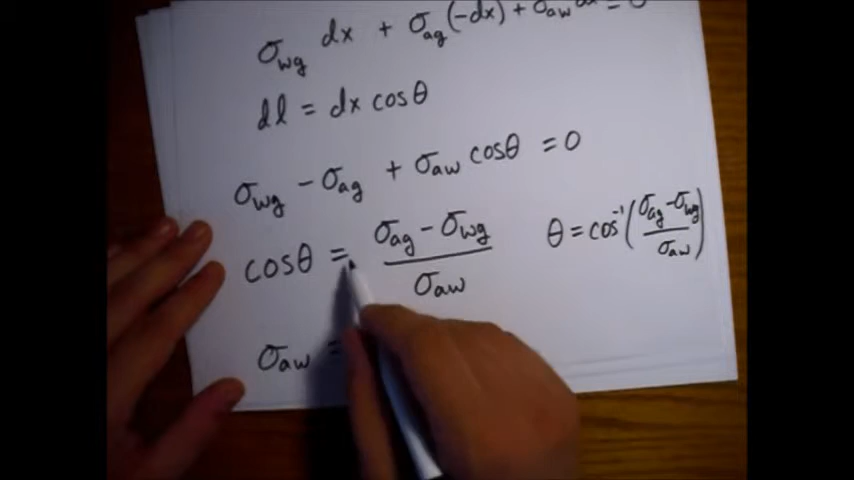 σwg dx + σag(-dx) + σaw
dl = dx cosθ
σwg - σag + σaw cosθ = 0
cosθ = (σag - σwg)/σaw    θ = cos⁻¹((σag - σwg)/σaw)
σaw =